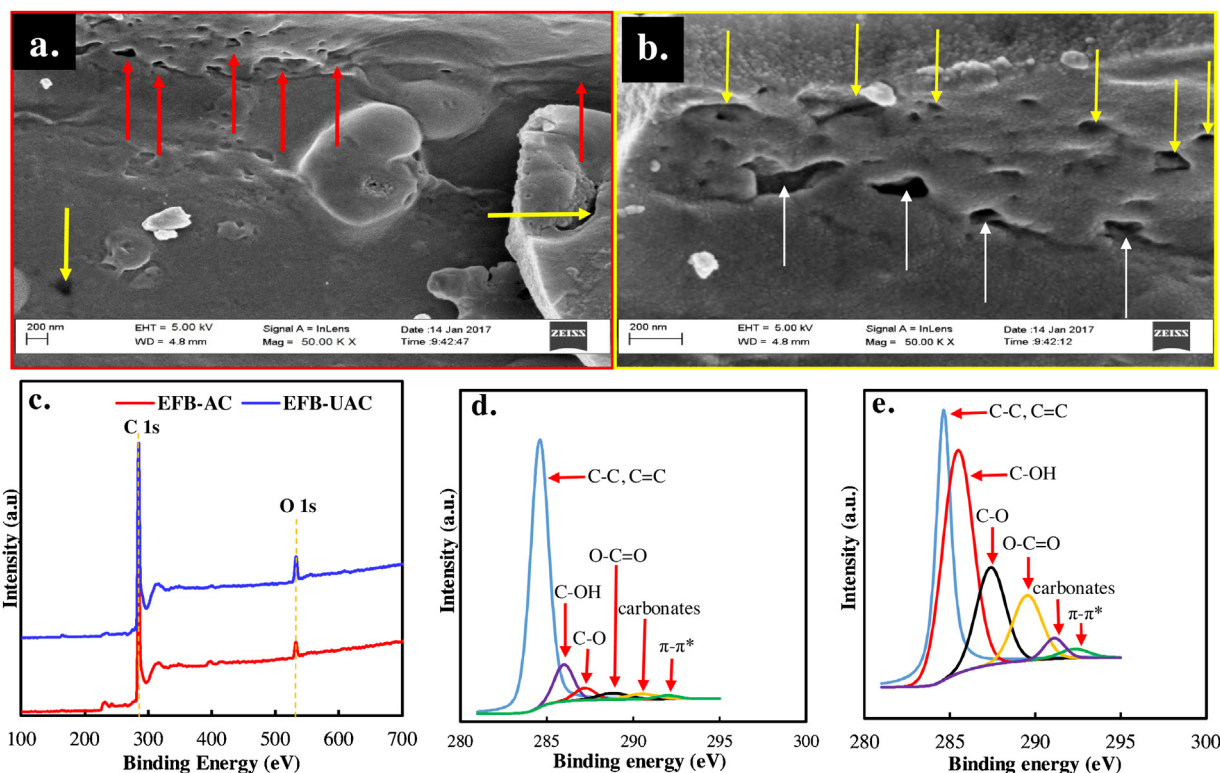 a.
200 nm
EHT = 5.00 kV
WD = 4.8 mm
Signal A = InLens
Mag = 50.00 K X
Date :14 Jan 2017
Time :9:42:47
ZEISS
b.
200 nm
EHT = 5.00 kV
WD = 4.8 mm
Signal A = InLens
Mag = 50.00 K X
Date :14 Jan 2017
Time :9:42:12
ZEISS
c.
EFB-AC
EFB-UAC
C 1s
O 1s
Intensity (a.u)
100 200 300 400 500 600 700
Binding Energy (eV)
d.
C-C, C=C
O-C=O
C-OH
carbonates
C-O
π-π*
Intensity (a.u.)
280 285 290 295 300
Binding energy (eV)
e.
C-C, C=C
C-OH
C-O
O-C=O
carbonates
π-π*
Intensity (a.u.)
280 285 290 295 300
Binding energy (eV)